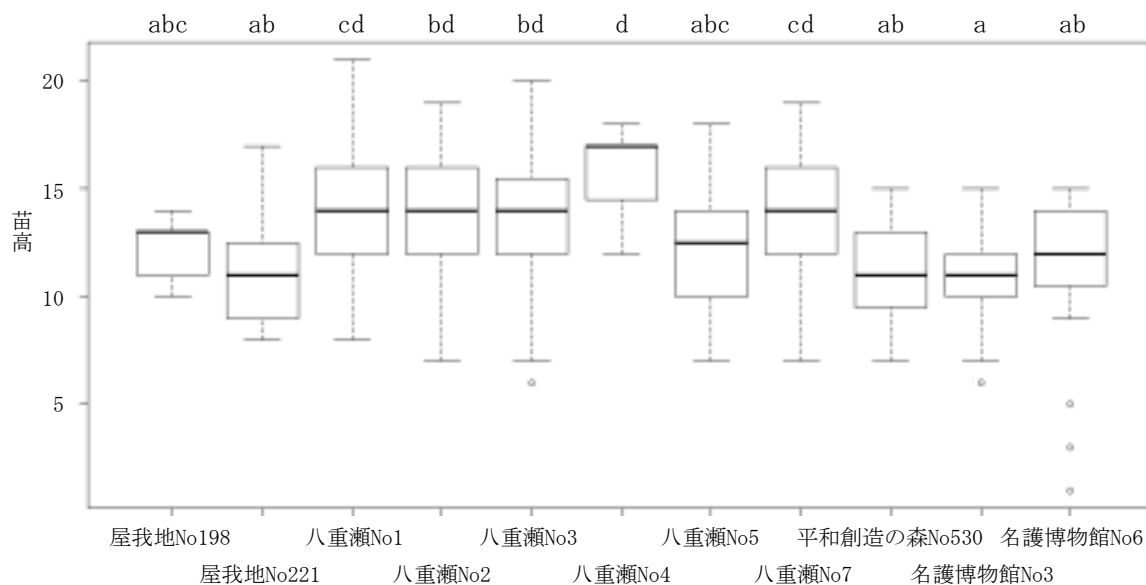 abc ab cd bd bd d abc cd ab a ab
20
15
10
5
苗高
屋我地No198 八重瀬No1 八重瀬No3 八重瀬No5 平和創造の森No530 名護博物館No6
屋我地No221 八重瀬No2 八重瀬No4 八重瀬No7 名護博物館No3